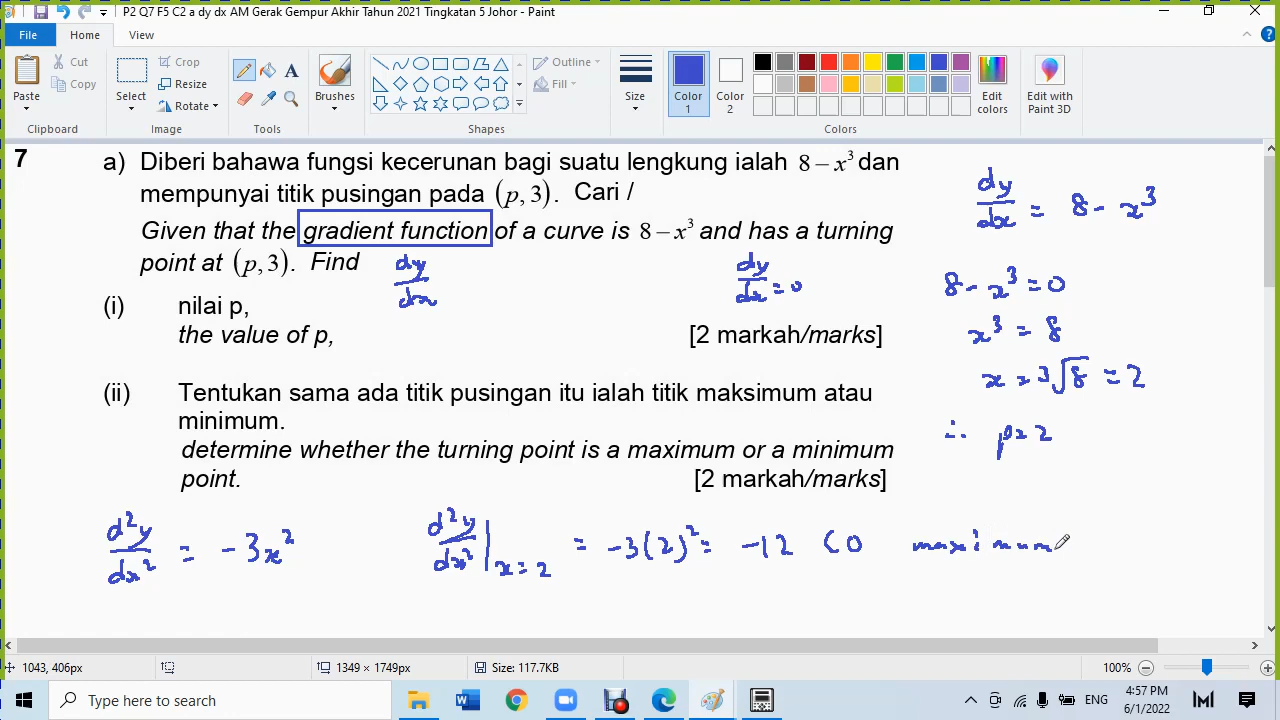 P2 Q7 F5 C2 a dy dx AM Gerak Gempur Akhir Tahun 2021 Tingkatan 5 Johor - Paint
File Home View
Paste Cut Copy Select Crop Resize Rotate A Brushes Outline Fill Size Color 1 Color 2 Edit colors Edit with Paint 3D
Clipboard Image Tools Shapes Colors
7 a) Diberi bahawa fungsi kecerunan bagi suatu lengkung ialah 8 – x³ dan
mempunyai titik pusingan pada (p, 3). Cari /
Given that the gradient function of a curve is 8 – x³ and has a turning
point at (p, 3). Find
dy/dx
dy/dx = 0
(i) nilai p,
the value of p, [2 markah/marks]
(ii) Tentukan sama ada titik pusingan itu ialah titik maksimum atau
minimum.
determine whether the turning point is a maximum or a minimum
point. [2 markah/marks]
dy/dx = 8 - x³
8 - x³ = 0
x³ = 8
x = 3√8 = 2
∴ p = 2
d²y/dx² = -3x² d²y/dx² | x=2 = -3(2)² = -12 < 0 maximum
1043, 406px 1349 × 1749px Size: 117.7KB 100%
Type here to search ENG 4:57 PM
6/1/2022